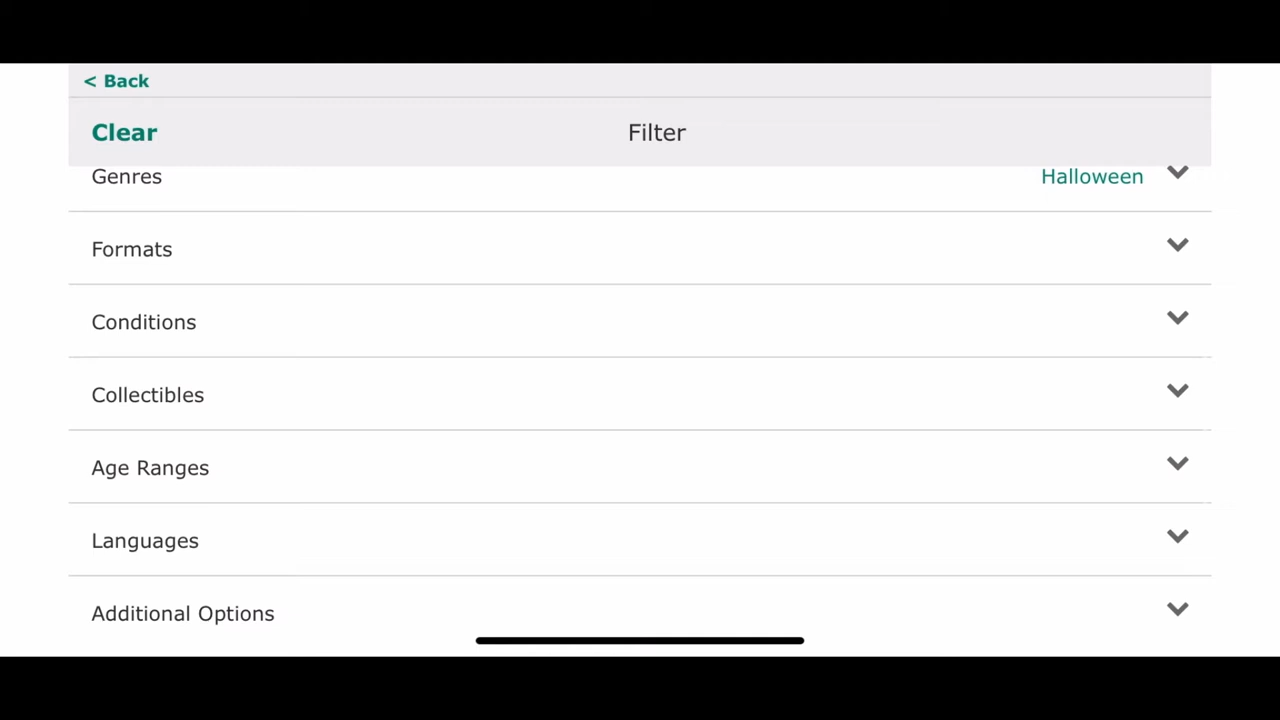 < Back
Clear
Filter
Genres
Halloween
Formats
Conditions
Collectibles
Age Ranges
Languages
Additional Options